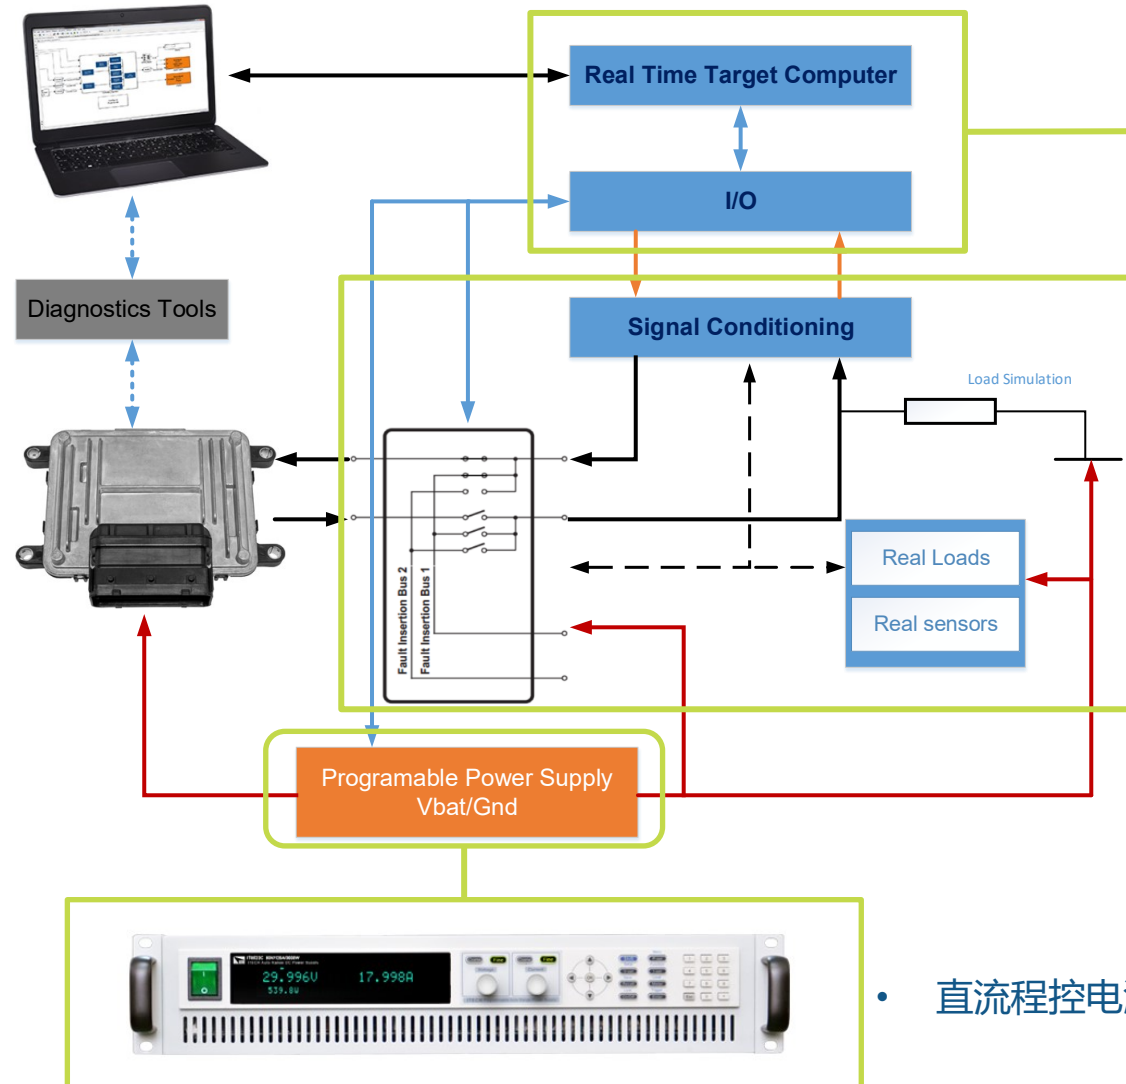 Real Time Target Computer
I/O
Diagnostics Tools
Signal Conditioning
Load Simulation
Real Loads
Real sensors
Fault Insertion Bus 2
Fault Insertion Bus 1
Programable Power Supply
Vbat/Gnd
29.996V
17.998A
539.8W
• 直流程控电